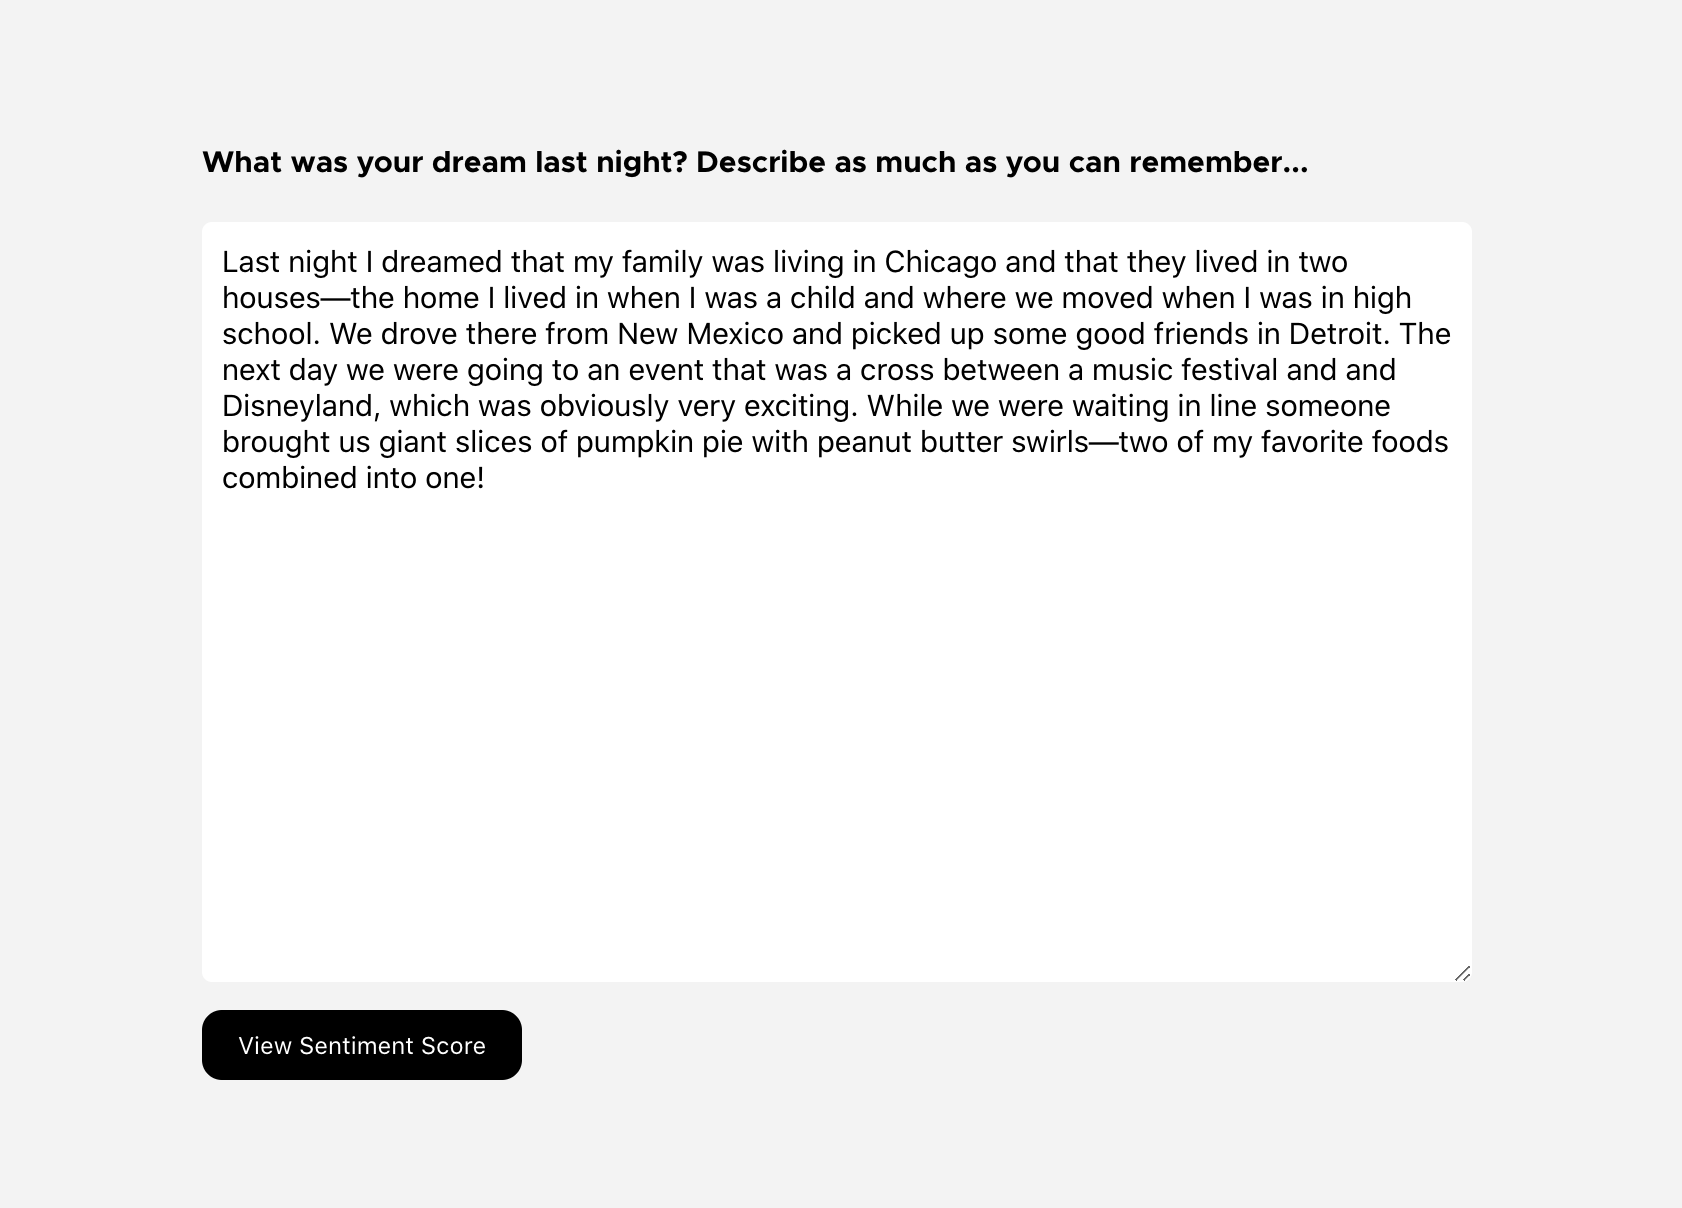 What was your dream last night? Describe as much as you can remember...
Last night I dreamed that my family was living in Chicago and that they lived in two
houses—the home I lived in when I was a child and where we moved when I was in high
school. We drove there from New Mexico and picked up some good friends in Detroit. The
next day we were going to an event that was a cross between a music festival and and
Disneyland, which was obviously very exciting. While we were waiting in line someone
brought us giant slices of pumpkin pie with peanut butter swirls—two of my favorite foods
combined into one!
View Sentiment Score